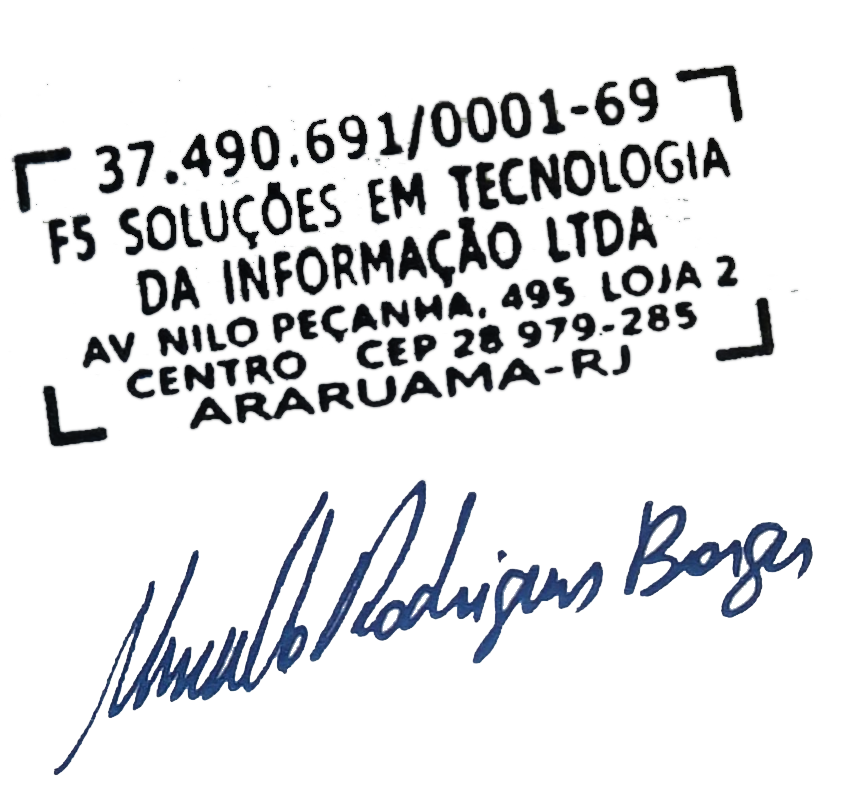 37.490.691/0001-69
F5 SOLUÇÕES EM TECNOLOGIA
DA INFORMAÇÃO LTDA
AV NILO PEÇANHA, 495 LOJA 2
CENTRO CEP 28 979-285
ARARUAMA-RJ
Rodrigues Borges